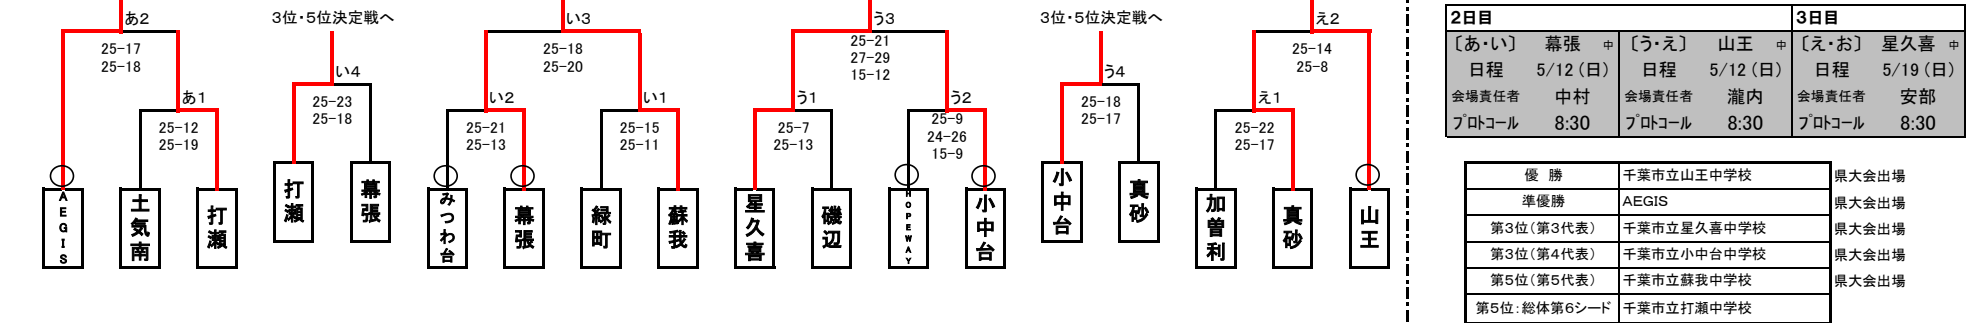 あ2
3位・5位決定戦へ
い3
う3
3位・5位決定戦へ
え2
25-17
25-18
い4
25-18
25-20
25-21
27-29
15-12
う4
25-14
25-8
あ1
25-23
25-18
い2
い1
う1
う2
25-18
25-17
え1
25-12
25-19
25-21
25-13
25-15
25-11
25-7
25-13
25-9
24-26
15-9
25-22
25-17
AEGIS
土気南
打瀬
打瀬
幕張
みつわ台
幕張
緑町
蘇我
星久喜
磯辺
HOPEWAY
小中台
小中台
真砂
加曽利
真砂
山王
2日目 3日目
〔あ・い〕 幕張 中 〔う・え〕 山王 中 〔え・お〕 星久喜 中
日程 5/12(日) 日程 5/12(日) 日程 5/19(日)
会場責任者 中村 会場責任者 瀧内 会場責任者 安部
プロトコール 8:30 プロトコール 8:30 プロトコール 8:30
優 勝 千葉市立山王中学校 県大会出場
準優勝 AEGIS 県大会出場
第3位(第3代表) 千葉市立星久喜中学校 県大会出場
第3位(第4代表) 千葉市立小中台中学校 県大会出場
第5位(第5代表) 千葉市立蘇我中学校 県大会出場
第5位:総体第6シード 千葉市立打瀬中学校